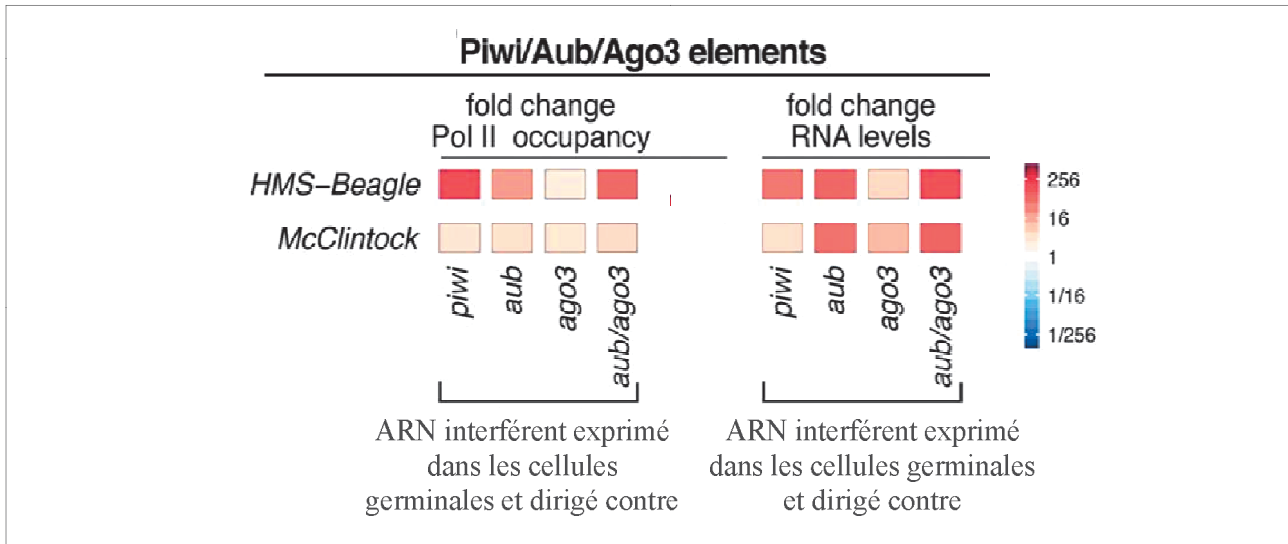 Piwi/Aub/Ago3 elements
fold change
Pol II occupancy
fold change
RNA levels
HMS-Beagle
McClintock
piwi
aub
ago3
aub/ago3
piwi
aub
ago3
aub/ago3
256
16
1
1/16
1/256
ARN interférent exprimé
dans les cellules
germinales et dirigé contre
ARN interférent exprimé
dans les cellules germinales
et dirigé contre